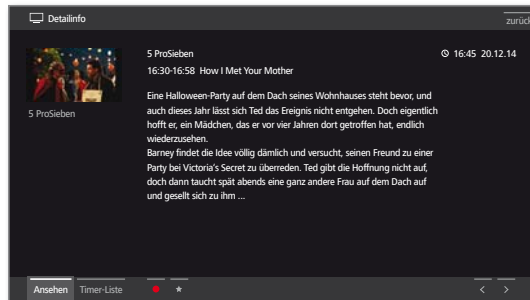 Detailinfo
zurück
5 ProSieben
16:45 20.12.14
16:30-16:58 How I Met Your Mother
5 ProSieben
Eine Halloween-Party auf dem Dach seines Wohnhauses steht bevor, und
auch dieses Jahr lässt sich Ted das Ereignis nicht entgehen. Doch eigentlich
hofft er, ein Mädchen, das er vor vier Jahren dort getroffen hat, endlich
wiederzusehen.
Barney findet die Idee völlig dämlich und versucht, seinen Freund zu einer
Party bei Victoria's Secret zu überreden. Ted gibt die Hoffnung nicht auf,
doch dann taucht spät abends eine ganz andere Frau auf dem Dach auf
und gesellt sich zu ihm ...
Ansehen Timer-Liste